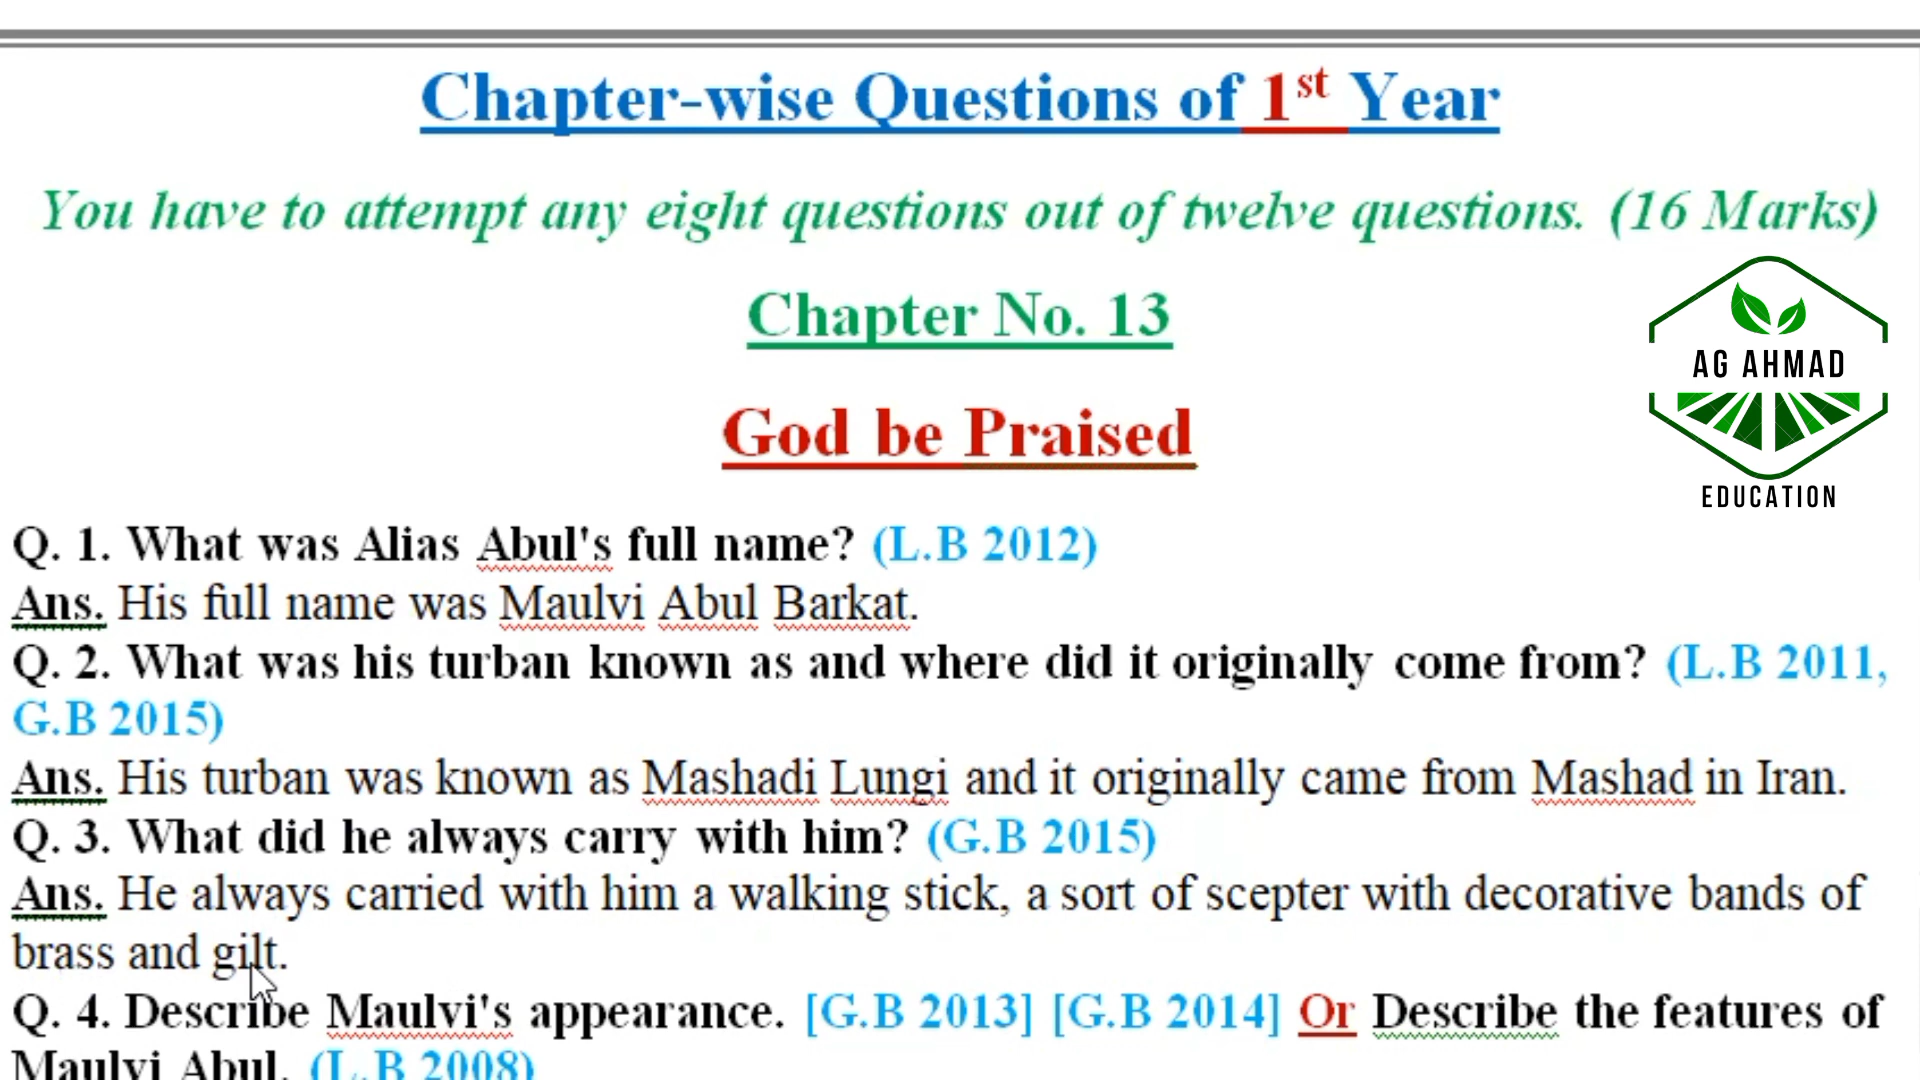 Chapter-wise Questions of 1st Year
You have to attempt any eight questions out of twelve questions. (16 Marks)
Chapter No. 13
AG AHMAD
EDUCATION
God be Praised
Q. 1. What was Alias Abul's full name? (L.B 2012)
Ans. His full name was Maulvi Abul Barkat.
Q. 2. What was his turban known as and where did it originally come from? (L.B 2011,
G.B 2015)
Ans. His turban was known as Mashadi Lungi and it originally came from Mashad in Iran.
Q. 3. What did he always carry with him? (G.B 2015)
Ans. He always carried with him a walking stick, a sort of scepter with decorative bands of
brass and gilt.
Q. 4. Describe Maulvi's appearance. [G.B 2013] [G.B 2014] Or Describe the features of
Maulvi Abul. (L.B 2008)